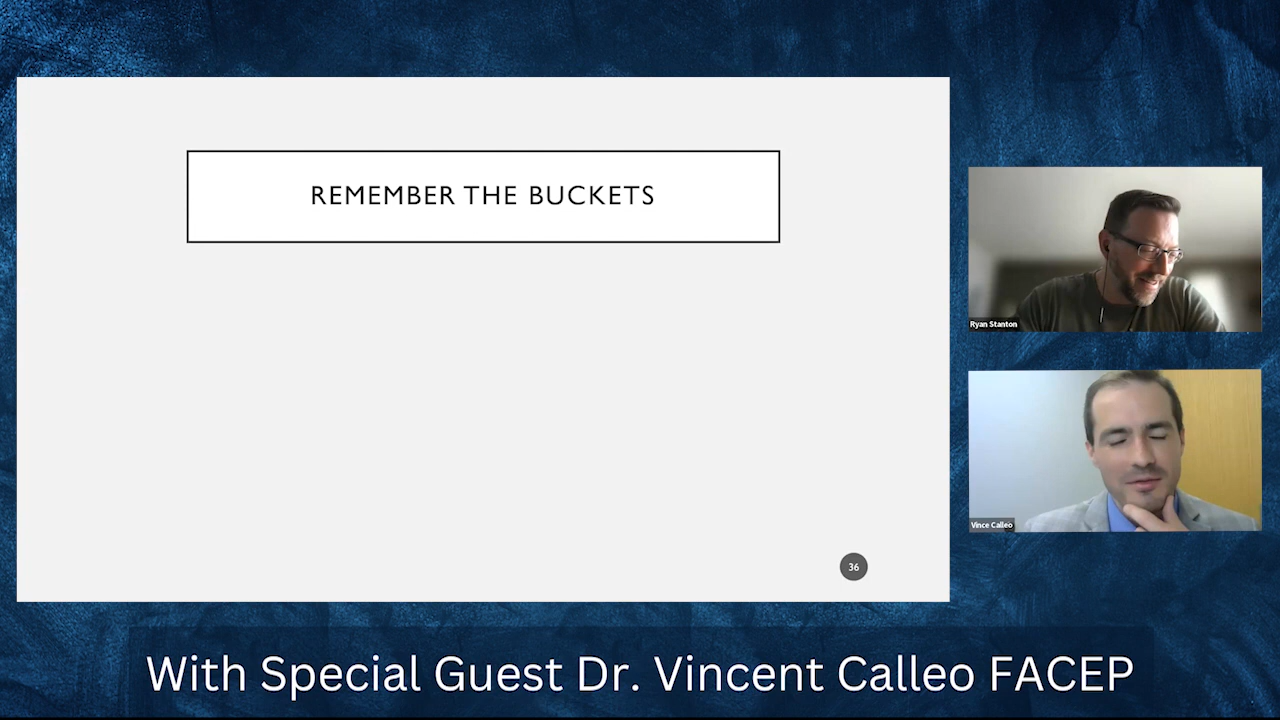 REMEMBER THE BUCKETS
36
Ryan Stanton
Vince Calleo
With Special Guest Dr. Vincent Calleo FACEP